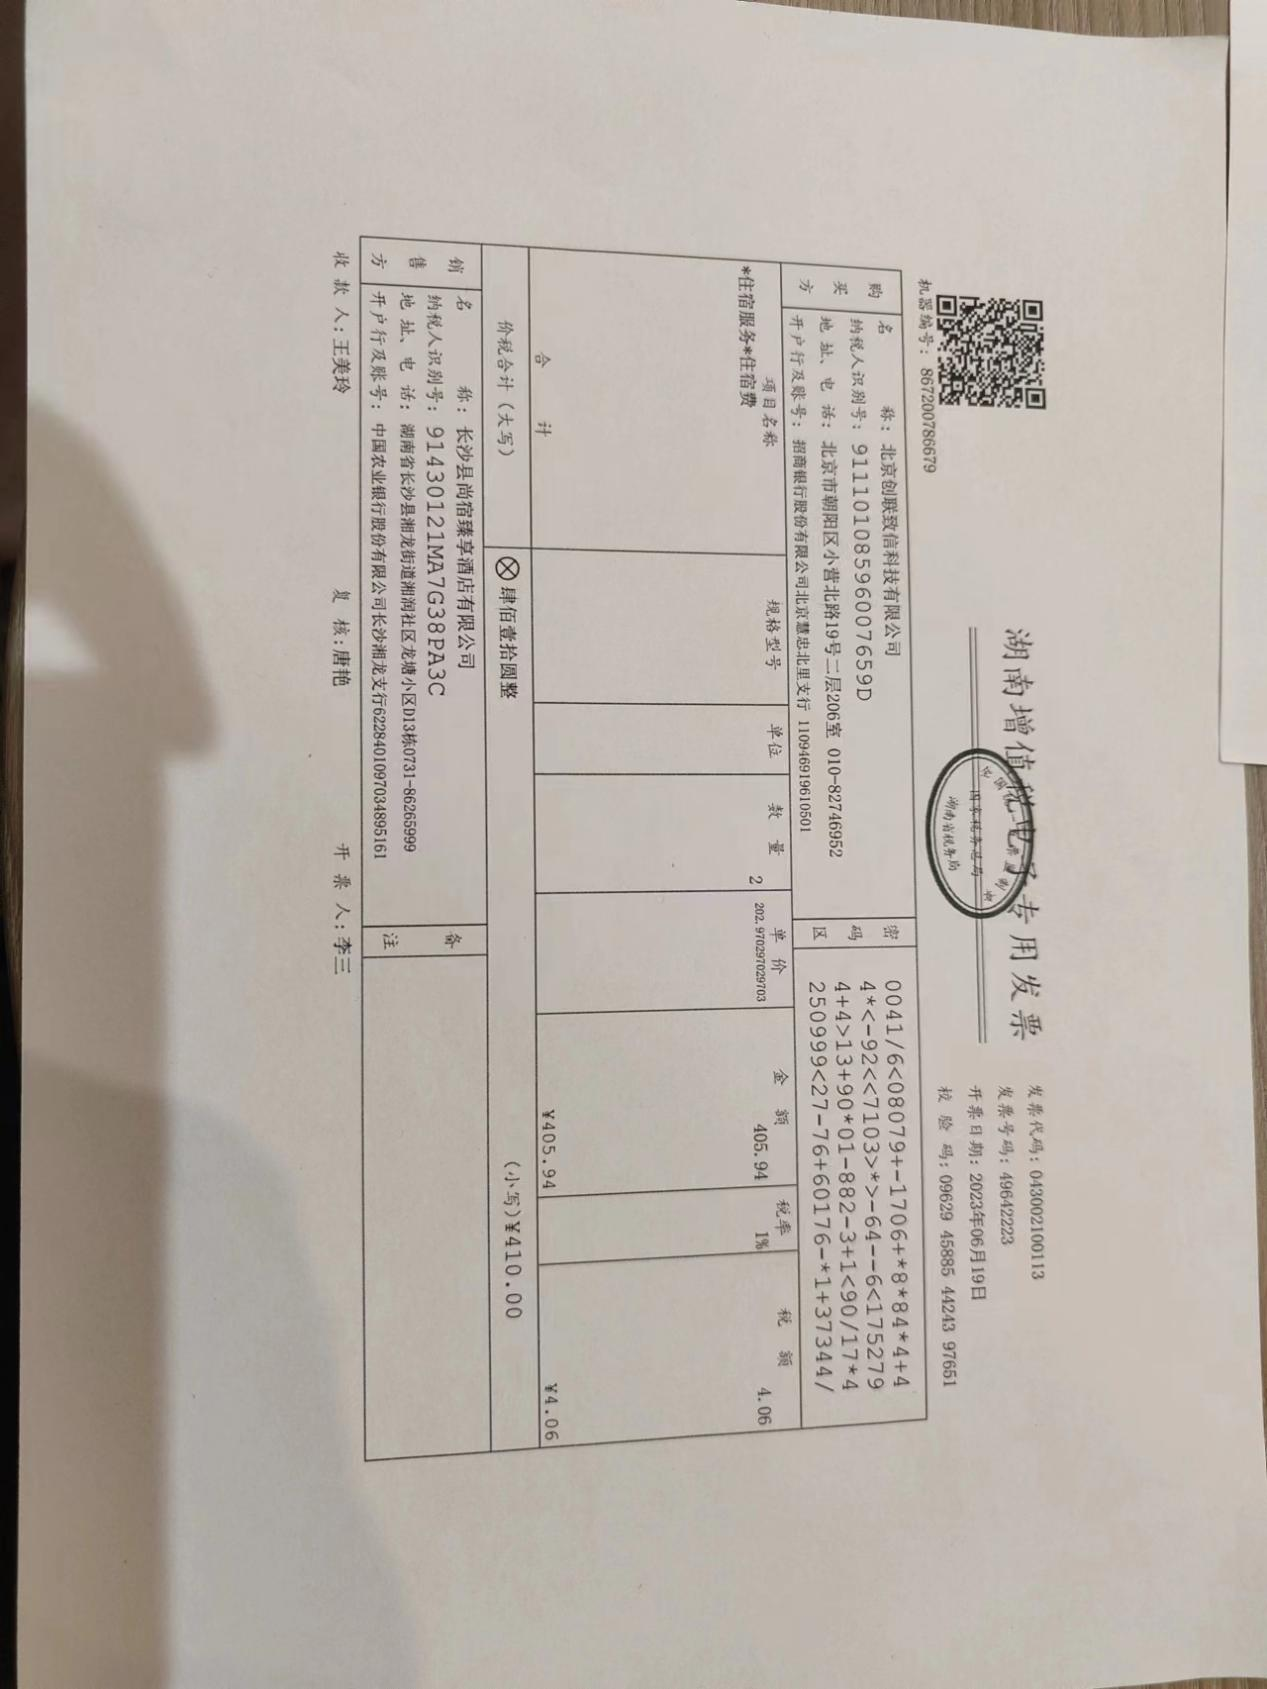 湖南增值税电子专用发票
国家税务总局
湖南省税务局
机器编号：867200786679
发票代码：043002100113
发票号码：49642223
开票日期：2023年06月19日
校 验 码：09629 45885 44243 97651
购买方
名 称：北京创联致信科技有限公司
纳税人识别号：91110108596007659D
地 址、电 话：北京市朝阳区小营北路19号二层206室 010-82746952
开户行及账号：招商银行股份有限公司北京慧忠北里支行 110946919610501
密码区
0041/6<08079+-1706+*8*84*4+4
4*<-92<<7103>*>-64--6<175279
4+4>13+90*01-882-3+1<90/17*4
250999<27-76+60176-*1+37344/
项目名称 规格型号 单位 数 量 单 价 金 额 税率 税 额
*住宿服务*住宿费 2 202.970297029703 405.94 1% 4.06
合 计 ¥405.94 ¥4.06
价税合计（大写） ⊗肆佰壹拾圆整 （小写）¥410.00
销售方
名 称：长沙县尚宿臻享酒店有限公司
纳税人识别号：91430121MA7G38PA3C
地 址、电 话：湖南省长沙县湘龙街道湘润社区龙塘小区D13栋0731-86265999
开户行及账号：中国农业银行股份有限公司长沙湘龙支行6228401097034895161
备注
收 款 人：王美玲 复 核：唐艳 开 票 人：李三